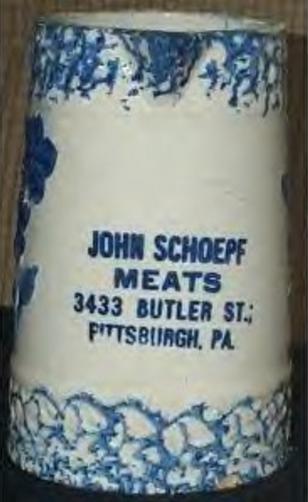 JOHN SCHOEPF
MEATS
3433 BUTLER ST.;
PITTSBURGH, PA.